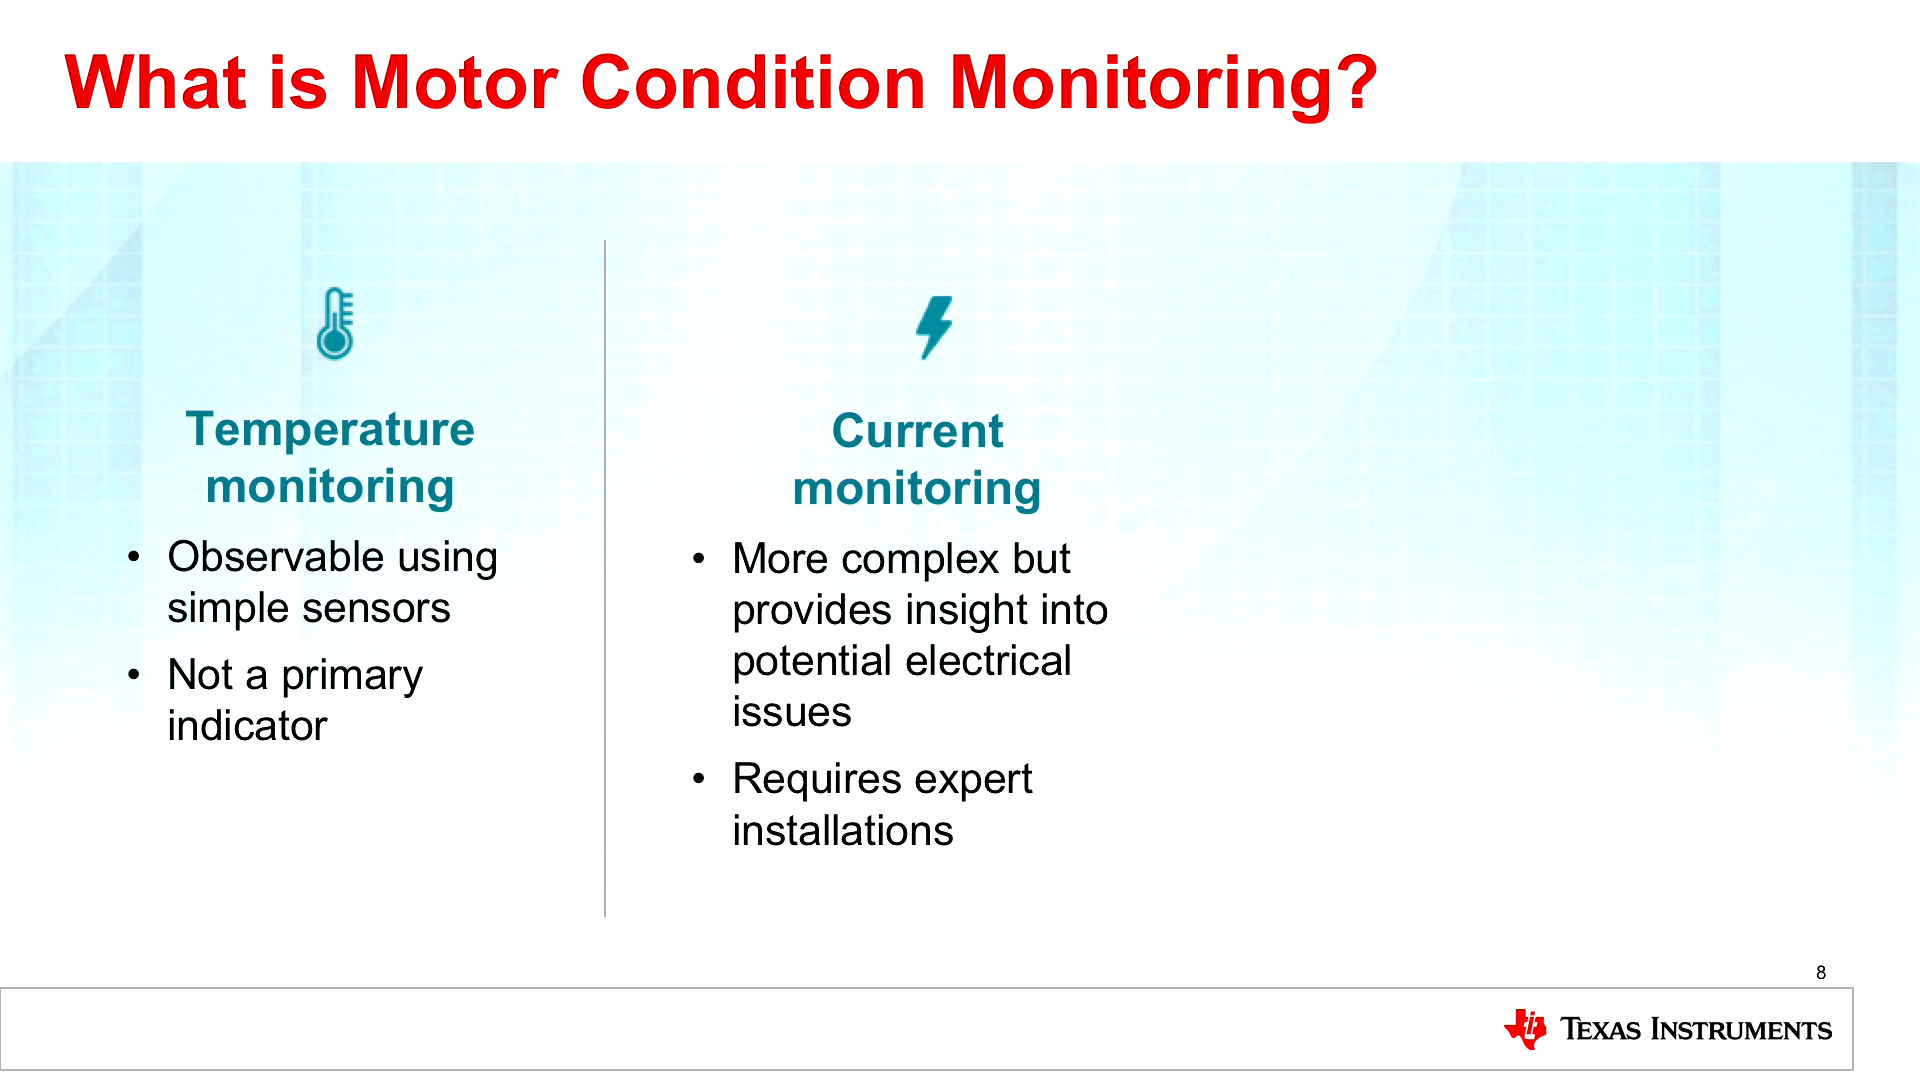 What is Motor Condition Monitoring?
Temperature
monitoring
• Observable using
simple sensors
• Not a primary
indicator
Current
monitoring
• More complex but
provides insight into
potential electrical
issues
• Requires expert
installations
8
TEXAS INSTRUMENTS